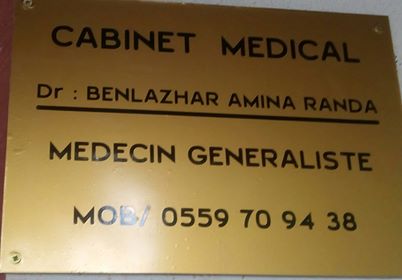 CABINET MEDICAL
Dr : BENLAZHAR AMINA RANDA
MEDECIN GENERALISTE
MOB/ 0559 70 94 38